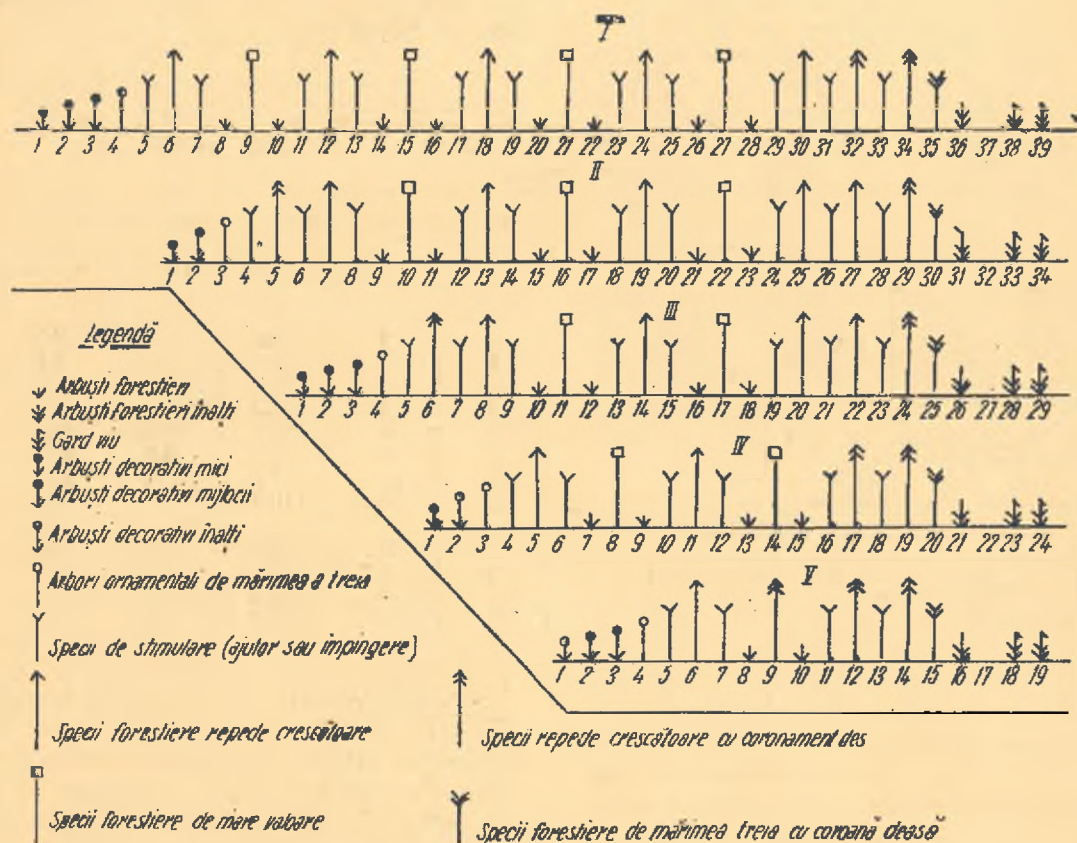 I
1 2 3 4 5 6 7 8 9 10 11 12 13 14 15 16 17 18 19 20 21 22 23 24 25 26 27 28 29 30 31 32 33 34 35 36 37 38 39
II
1 2 3 4 5 6 7 8 9 10 11 12 13 14 15 16 17 18 19 20 21 22 23 24 25 26 27 28 29 30 31 32 33 34
III
1 2 3 4 5 6 7 8 9 10 11 12 13 14 15 16 17 18 19 20 21 22 23 24 25 26 27 28 29
IV
1 2 3 4 5 6 7 8 9 10 11 12 13 14 15 16 17 18 19 20 21 22 23 24
V
1 2 3 4 5 6 7 8 9 10 11 12 13 14 15 16 17 18 19
Legendă
Arbuști forestieri
Arbuști forestieri înalti
Gard viu
Arbuști decorativi mici
Arbuști decorativi mijlocii
Arbuști decorativi înalti
Arbori ornamentali de mărimea a treia
Specii de stimulare (ajutor sau împingere)
Specii forestiere repede crescătoare
Specii repede crescătoare cu coronament des
Specii forestiere de mare valoare
Specii forestiere de mărimea treia cu coroană deasă